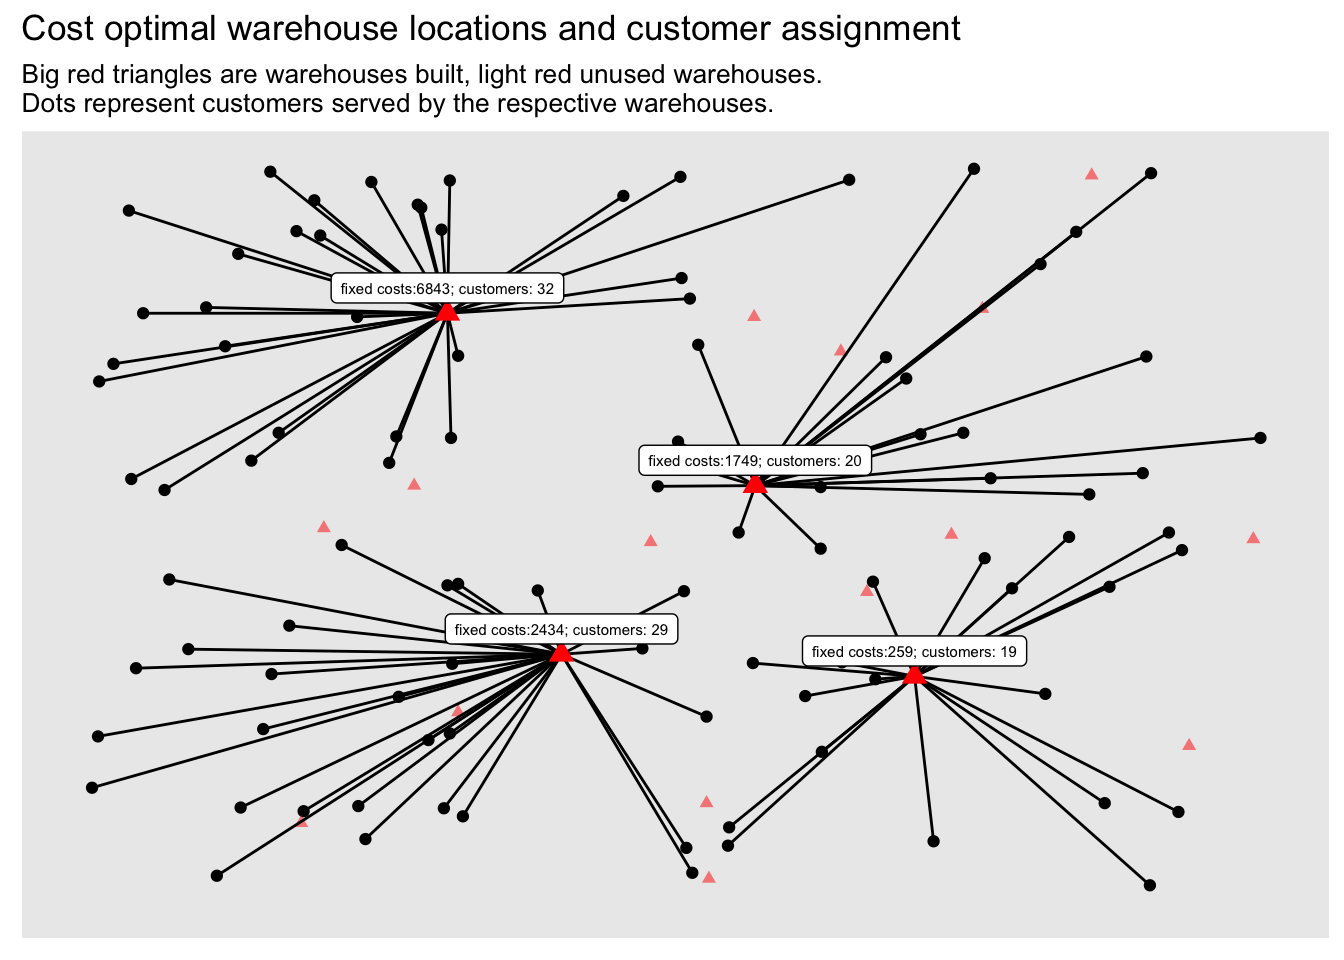 Cost optimal warehouse locations and customer assignment
Big red triangles are warehouses built, light red unused warehouses.
Dots represent customers served by the respective warehouses.
fixed costs:6843; customers: 32
fixed costs:1749; customers: 20
fixed costs:2434; customers: 29
fixed costs:259; customers: 19